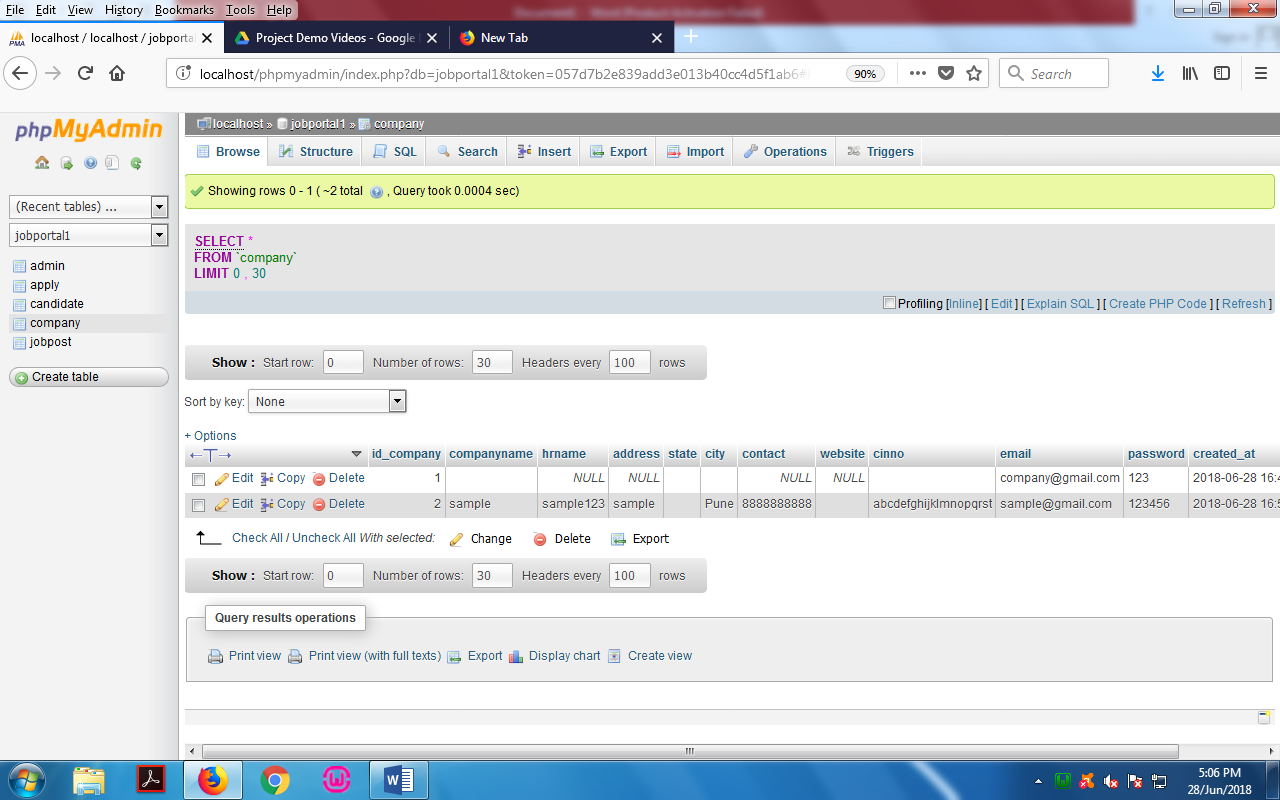 File Edit View History Bookmarks Tools Help
localhost / localhost / jobporta
Project Demo Videos - Google
New Tab
localhost/phpmyadmin/index.php?db=jobportal1&token=057d7b2e839add3e013b40cc4d5f1ab6#
90%
Search
phpMyAdmin
(Recent tables) ...
jobportal1
admin
apply
candidate
company
jobpost
Create table
localhost » jobportal1 » company
Browse Structure SQL Search Insert Export Import Operations Triggers
Showing rows 0 - 1 ( ~2 total , Query took 0.0004 sec)
SELECT *
FROM `company`
LIMIT 0 , 30
Profiling [Inline] [ Edit ] [ Explain SQL ] [ Create PHP Code ] [ Refresh ]
Show : Start row: 0 Number of rows: 30 Headers every 100 rows
Sort by key: None
+ Options
←T→ id_company companyname hrname address state city contact website cinno email password created_at
Edit Copy Delete 1 NULL NULL NULL NULL company@gmail.com 123 2018-06-28 16:4
Edit Copy Delete 2 sample sample123 sample Pune 8888888888 abcdefghijklmnopqrst sample@gmail.com 123456 2018-06-28 16:5
Check All / Uncheck All With selected: Change Delete Export
Show : Start row: 0 Number of rows: 30 Headers every 100 rows
Query results operations
Print view Print view (with full texts) Export Display chart Create view
5:06 PM
28/Jun/2018